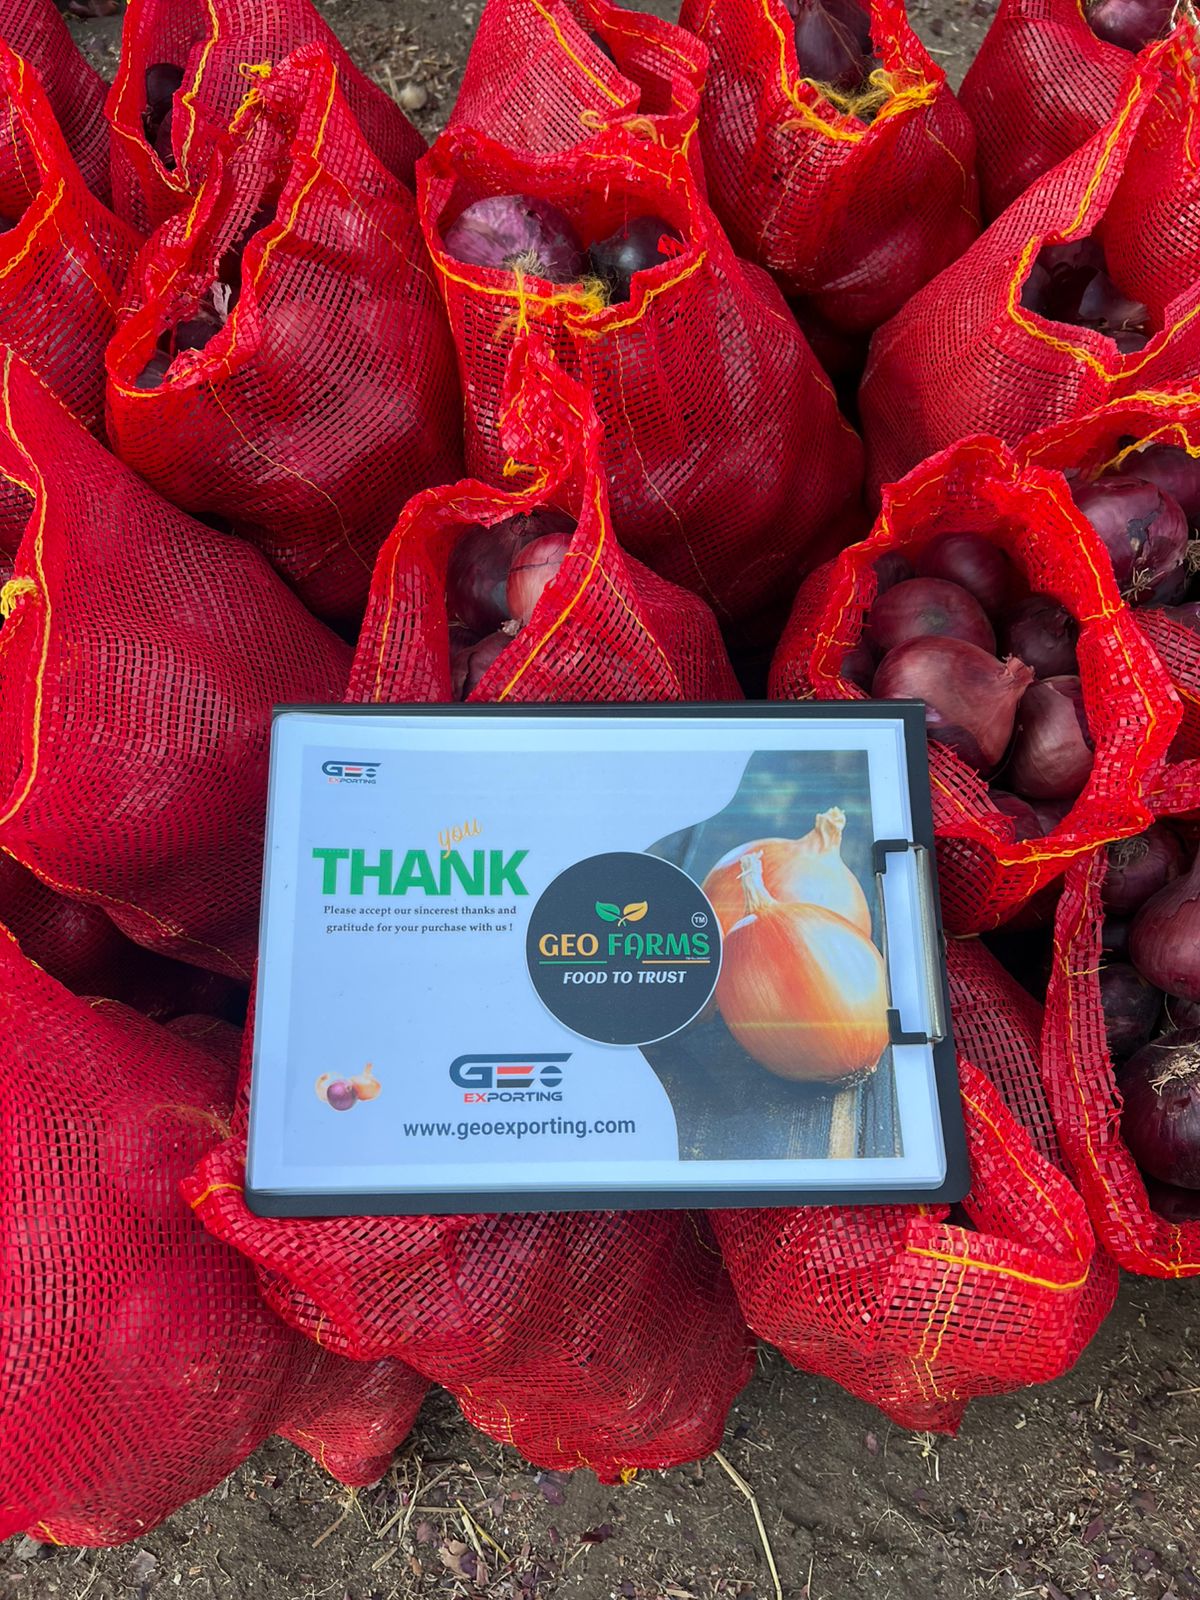 GEO
EXPORTING
you
THANK
Please accept our sincerest thanks and
gratitude for your purchase with us !
TM
GEO FARMS
FOOD TO TRUST
GEO
EXPORTING
www.geoexporting.com